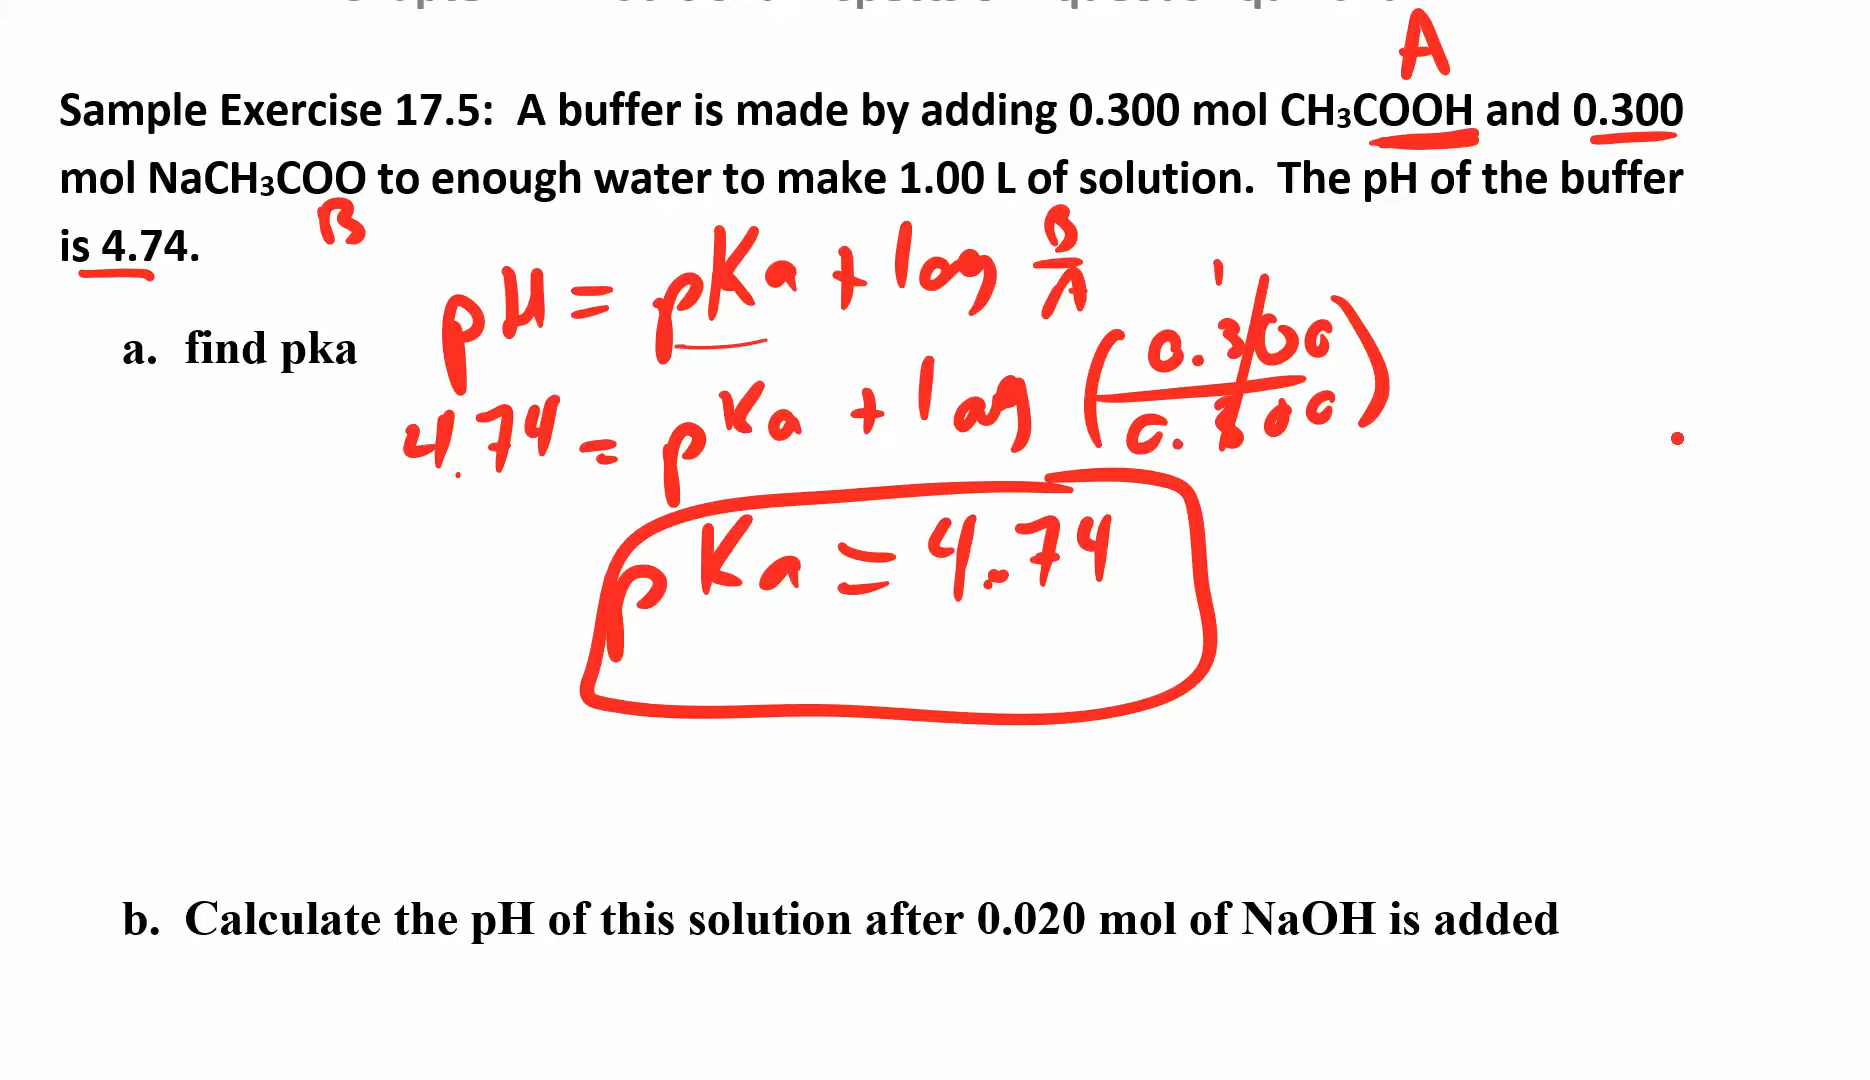 A
Sample Exercise 17.5: A buffer is made by adding 0.300 mol CH₃COOH and 0.300
mol NaCH₃COO to enough water to make 1.00 L of solution. The pH of the buffer
is 4.74.
B
pH = pKa + log B/A
a. find pka
1
4.74 = pKa + log (0.300/0.300)
pKa = 4.74
b. Calculate the pH of this solution after 0.020 mol of NaOH is added